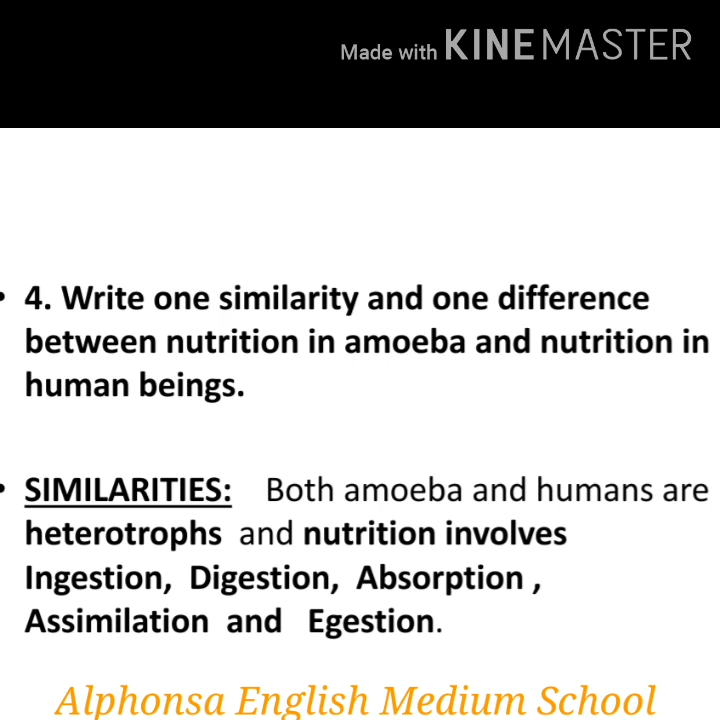 Made with KINEMASTER
• 4. Write one similarity and one difference
between nutrition in amoeba and nutrition in
human beings.
• SIMILARITIES: Both amoeba and humans are
heterotrophs and nutrition involves
Ingestion, Digestion, Absorption ,
Assimilation and Egestion.
Alphonsa English Medium School